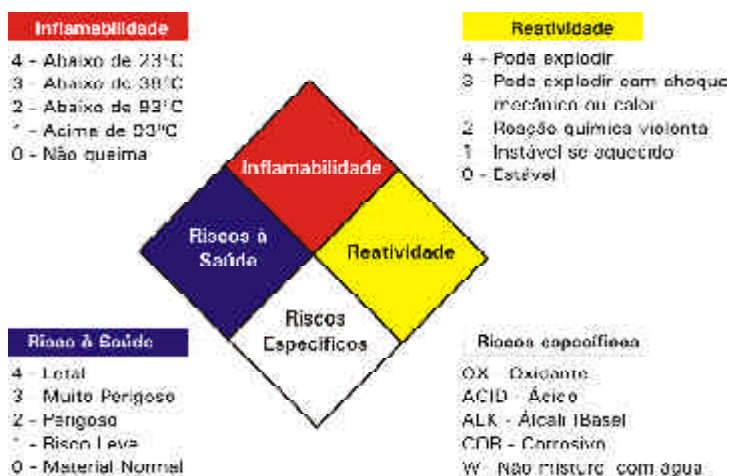 Inflamabilidade
4 - Abaixo de 23°C
3 - Abaixo de 38°C
2 - Abaixo de 93°C
1 - Acima de 93°C
0 - Não queima
Reatividade
4 - Pode explodir
3 - Pode explodir com choque
mecânico ou calor
2 - Reação química violenta
1 - Instável se aquecido
0 - Estável
Inflamabilidade
Riscos à
Saúde
Reatividade
Riscos
Específicos
Risco à Saúde
4 - Letal
3 - Muito Perigoso
2 - Perigoso
1 - Risco Leve
0 - Material Normal
Riscos específicos
OX - Oxidante
ACID - Ácido
ALK - Álcali (Base)
COR - Corrosivo
W - Não misture com água